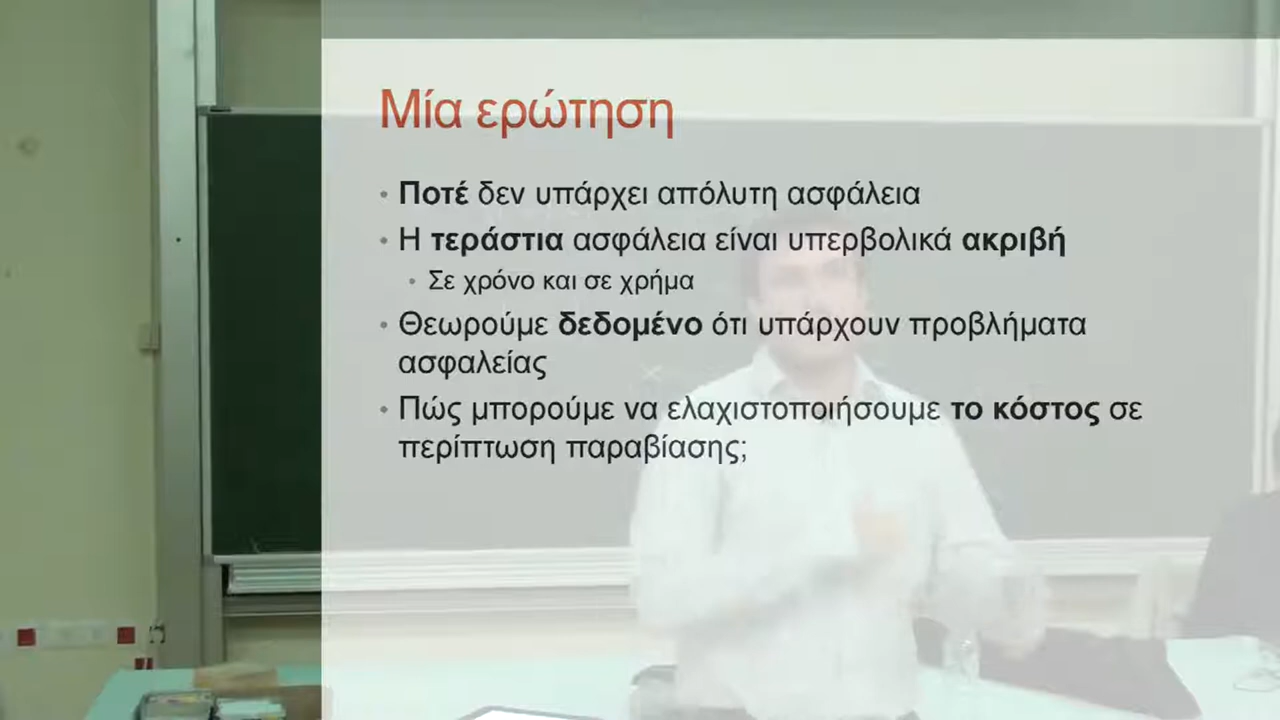 Μία ερώτηση
• Ποτέ δεν υπάρχει απόλυτη ασφάλεια
• Η τεράστια ασφάλεια είναι υπερβολικά ακριβή
• Σε χρόνο και σε χρήμα
• Θεωρούμε δεδομένο ότι υπάρχουν προβλήματα
ασφαλείας
• Πώς μπορούμε να ελαχιστοποιήσουμε το κόστος σε
περίπτωση παραβίασης;